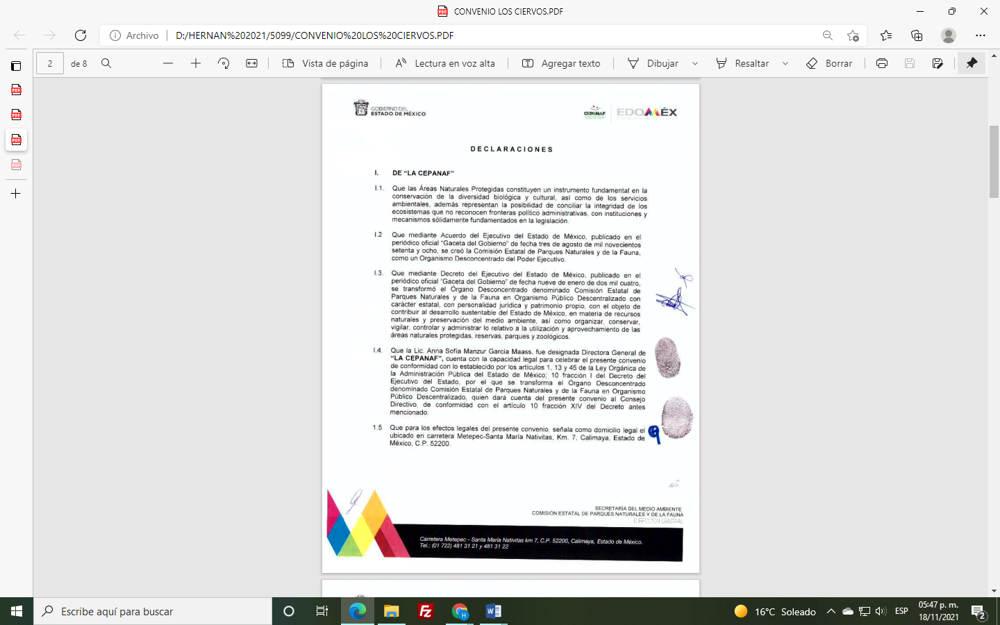 CONVENIO LOS CIERVOS.PDF
Archivo
D:/HERNAN%202021/5099/CONVENIO%20LOS%20CIERVOS.PDF
2 de 8
Vista de página
Lectura en voz alta
Agregar texto
Dibujar
Resaltar
Borrar
GOBIERNO DEL
ESTADO DE MÉXICO
CEPANAF
EDOMÉX
DECLARACIONES
I. DE “LA CEPANAF”
I.1. Que las Áreas Naturales Protegidas constituyen un instrumento fundamental en la
conservación de la diversidad biológica y cultural, así como de los servicios
ambientales, además representan la posibilidad de conciliar la integridad de los
ecosistemas que no reconocen fronteras político administrativas, con instituciones y
mecanismos sólidamente fundamentados en la legislación.
I.2 Que mediante Acuerdo del Ejecutivo del Estado de México, publicado en el
periódico oficial “Gaceta del Gobierno” de fecha tres de agosto de mil novecientos
setenta y ocho, se creó la Comisión Estatal de Parques Naturales y de la Fauna,
como un Organismo Desconcentrado del Poder Ejecutivo.
I.3. Que mediante Decreto del Ejecutivo del Estado de México, publicado en el
periódico oficial “Gaceta del Gobierno” de fecha nueve de enero de dos mil cuatro,
se transformó el Órgano Desconcentrado denominado Comisión Estatal de
Parques Naturales y de la Fauna en Organismo Público Descentralizado con
carácter estatal, con personalidad jurídica y patrimonio propio, con el objeto de
contribuir al desarrollo sustentable del Estado de México, en materia de recursos
naturales y preservación del medio ambiente, así como organizar, conservar,
vigilar, controlar y administrar lo relativo a la utilización y aprovechamiento de las
áreas naturales protegidas, reservas, parques y zoológicos.
I.4. Que la Lic. Anna Sofía Manzur García Maass, fue designada Directora General de
“LA CEPANAF”, cuenta con la capacidad legal para celebrar el presente convenio
de conformidad con lo establecido por los artículos 1, 13 y 45 de la Ley Orgánica de
la Administración Pública del Estado de México; 10 fracción I del Decreto del
Ejecutivo del Estado, por el que se transforma el Órgano Desconcentrado
denominado Comisión Estatal de Parques Naturales y de la Fauna en Organismo
Público Descentralizado, quien dará cuenta del presente convenio al Consejo
Directivo, de conformidad con el artículo 10 fracción XIV del Decreto antes
mencionado.
1.5 Que para los efectos legales del presente convenio, señala como domicilio legal el
ubicado en carretera Metepec-Santa María Nativitas, Km. 7, Calimaya, Estado de
México, C.P. 52200.
SECRETARÍA DEL MEDIO AMBIENTE
COMISIÓN ESTATAL DE PARQUES NATURALES Y DE LA FAUNA
DIRECCIÓN GENERAL
Carretera Metepec - Santa María Nativitas km 7, C.P. 52200, Calimaya, Estado de México.
Tel.: (01 722) 481 31 21 y 481 31 22
Escribe aquí para buscar
16°C Soleado
ESP
05:47 p. m.
18/11/2021
2